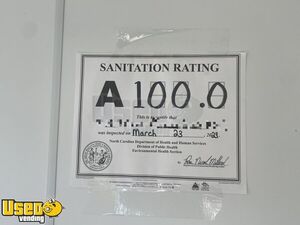 SANITATION RATING
A 100.0
This is to certify that
was inspected on March 23 2023
North Carolina Department of Health and Human Services
Division of Public Health
Environmental Health Section
By
Used
VENDING